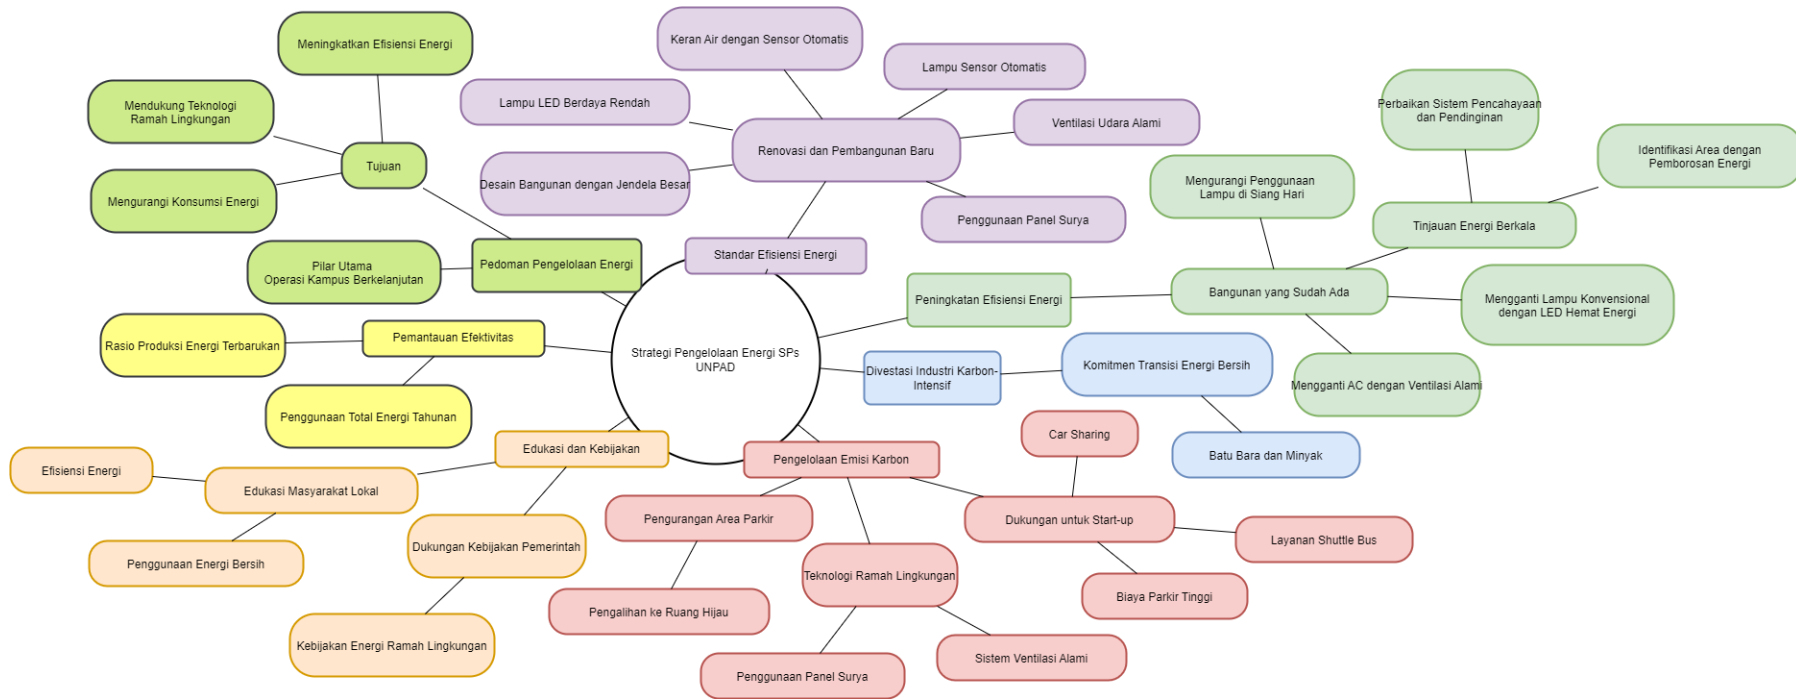 Strategi Pengelolaan Energi SPs
UNPAD
Pedoman Pengelolaan Energi
Tujuan
Meningkatkan Efisiensi Energi
Mendukung Teknologi
Ramah Lingkungan
Mengurangi Konsumsi Energi
Pilar Utama
Operasi Kampus Berkelanjutan
Standar Efisiensi Energi
Renovasi dan Pembangunan Baru
Keran Air dengan Sensor Otomatis
Lampu Sensor Otomatis
Lampu LED Berdaya Rendah
Ventilasi Udara Alami
Desain Bangunan dengan Jendela Besar
Penggunaan Panel Surya
Peningkatan Efisiensi Energi
Bangunan yang Sudah Ada
Mengurangi Penggunaan
Lampu di Siang Hari
Tinjauan Energi Berkala
Perbaikan Sistem Pencahayaan
dan Pendinginan
Identifikasi Area dengan
Pemborosan Energi
Mengganti Lampu Konvensional
dengan LED Hemat Energi
Mengganti AC dengan Ventilasi Alami
Divestasi Industri Karbon-
Intensif
Komitmen Transisi Energi Bersih
Batu Bara dan Minyak
Pengelolaan Emisi Karbon
Dukungan untuk Start-up
Car Sharing
Layanan Shuttle Bus
Biaya Parkir Tinggi
Teknologi Ramah Lingkungan
Sistem Ventilasi Alami
Penggunaan Panel Surya
Pengurangan Area Parkir
Pengalihan ke Ruang Hijau
Edukasi dan Kebijakan
Edukasi Masyarakat Lokal
Efisiensi Energi
Penggunaan Energi Bersih
Dukungan Kebijakan Pemerintah
Kebijakan Energi Ramah Lingkungan
Pemantauan Efektivitas
Rasio Produksi Energi Terbarukan
Penggunaan Total Energi Tahunan